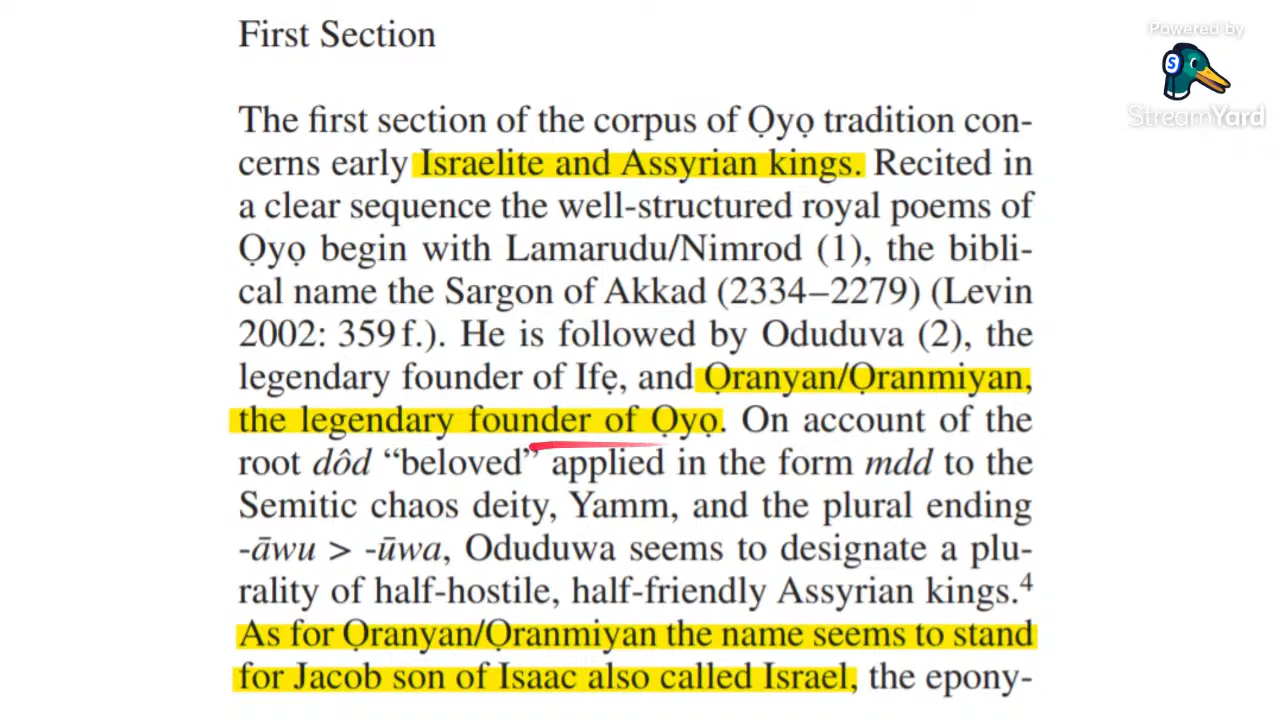 First Section
Powered by
StreamYard
The first section of the corpus of Ọyọ tradition con-
cerns early Israelite and Assyrian kings. Recited in
a clear sequence the well-structured royal poems of
Ọyọ begin with Lamarudu/Nimrod (1), the bibli-
cal name the Sargon of Akkad (2334–2279) (Levin
2002: 359 f.). He is followed by Oduduva (2), the
legendary founder of Ifẹ, and Ọranyan/Ọranmiyan,
the legendary founder of Ọyọ. On account of the
root dôd “beloved” applied in the form mdd to the
Semitic chaos deity, Yamm, and the plural ending
-āwu > -ūwa, Oduduwa seems to designate a plu-
rality of half-hostile, half-friendly Assyrian kings.⁴
As for Ọranyan/Ọranmiyan the name seems to stand
for Jacob son of Isaac also called Israel, the epony-